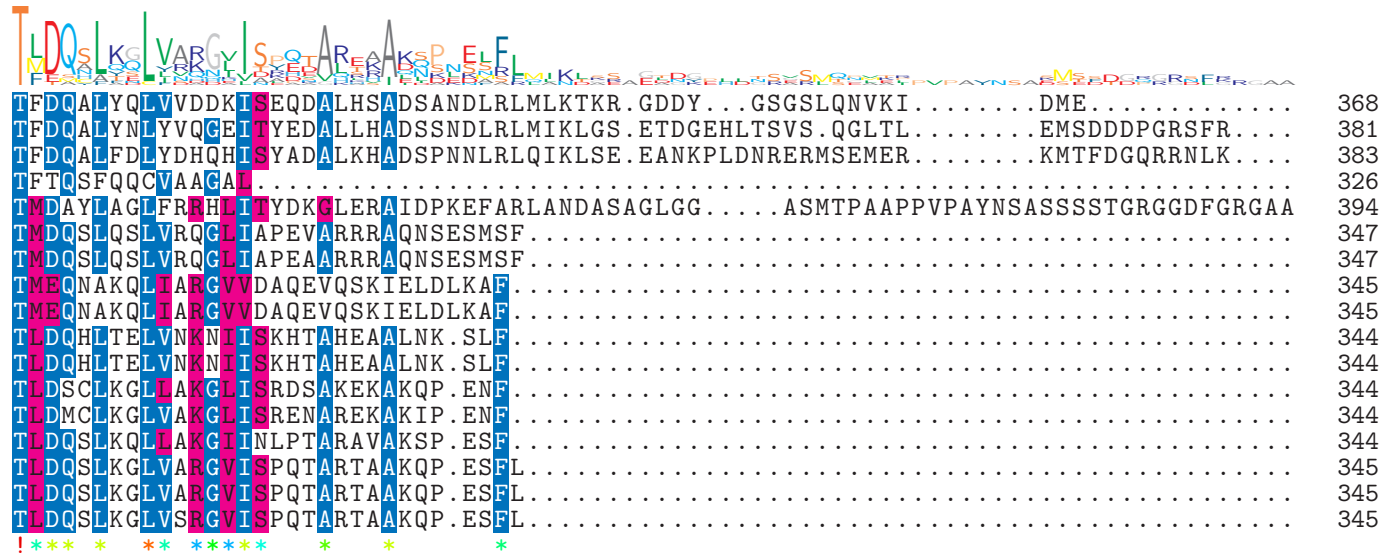 TFDQALYQLVVDDKISEQDALHSADSANDLRLMLKTKR.GDDY...GSGSLQNVKI........DME............. 368
TFDQALYNLYVQGEITYEDALLHADSSNDLRLMIKLGS.ETDGEHLTSVS.QGLTL........EMSDDDPGRSFR.... 381
TFDQALFDLYDHQHISYADALKHADSPNNLRLQIKLSE.EANKPLDNRERMSEMER........KMTFDGQRRNLK.... 383
TFTQSFQQCVAAGAL................................................................. 326
TMDAYLAGLFRRHLITYDKGLERAIDPKEFARLANDASAGLGG.....ASMTPAAPPVPAYNSASSSSTGRGGDFGRGAA 394
TMDQSLQSLVRQGLIAPEVARRRAQNSESMSF................................................ 347
TMDQSLQSLVRQGLIAPEAARRRAQNSESMSF................................................ 347
TMEQNAKQLIARGVVDAQEVQSKIELDLKAF................................................. 345
TMEQNAKQLIARGVVDAQEVQSKIELDLKAF................................................. 345
TLDQHLTELVNKNIISKHTAHEAALNK.SLF................................................. 344
TLDQHLTELVNKNIISKHTAHEAALNK.SLF................................................. 344
TLDSCLKGLLAKGLISRDSAKEKAKQP.ENF................................................. 344
TLDMCLKGLVAKGLISRENAREKAKIP.ENF................................................. 344
TLDQSLKQLLAKGIINLPTARAVAKSP.ESF................................................. 344
TLDQSLKGLVARGVISPQTARTAAKQP.ESFL................................................ 345
TLDQSLKGLVARGVISPQTARTAAKQP.ESFL................................................ 345
TLDQSLKGLVSRGVISPQTARTAAKQP.ESFL................................................ 345
!*** * ** ***** * * *